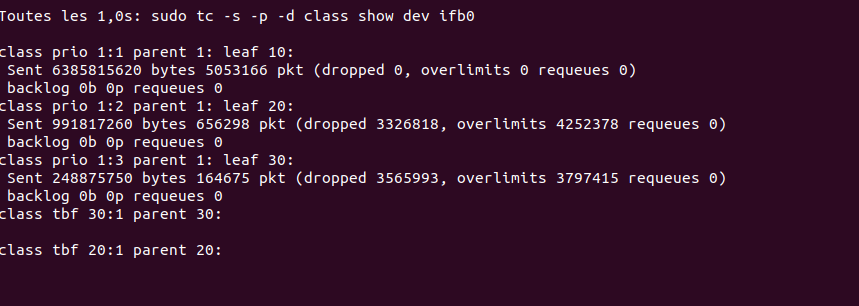 Toutes les 1,0s: sudo tc -s -p -d class show dev ifb0
class prio 1:1 parent 1: leaf 10:
Sent 6385815620 bytes 5053166 pkt (dropped 0, overlimits 0 requeues 0)
backlog 0b 0p requeues 0
class prio 1:2 parent 1: leaf 20:
Sent 991817260 bytes 656298 pkt (dropped 3326818, overlimits 4252378 requeues 0)
backlog 0b 0p requeues 0
class prio 1:3 parent 1: leaf 30:
Sent 248875750 bytes 164675 pkt (dropped 3565993, overlimits 3797415 requeues 0)
backlog 0b 0p requeues 0
class tbf 30:1 parent 30:
class tbf 20:1 parent 20: